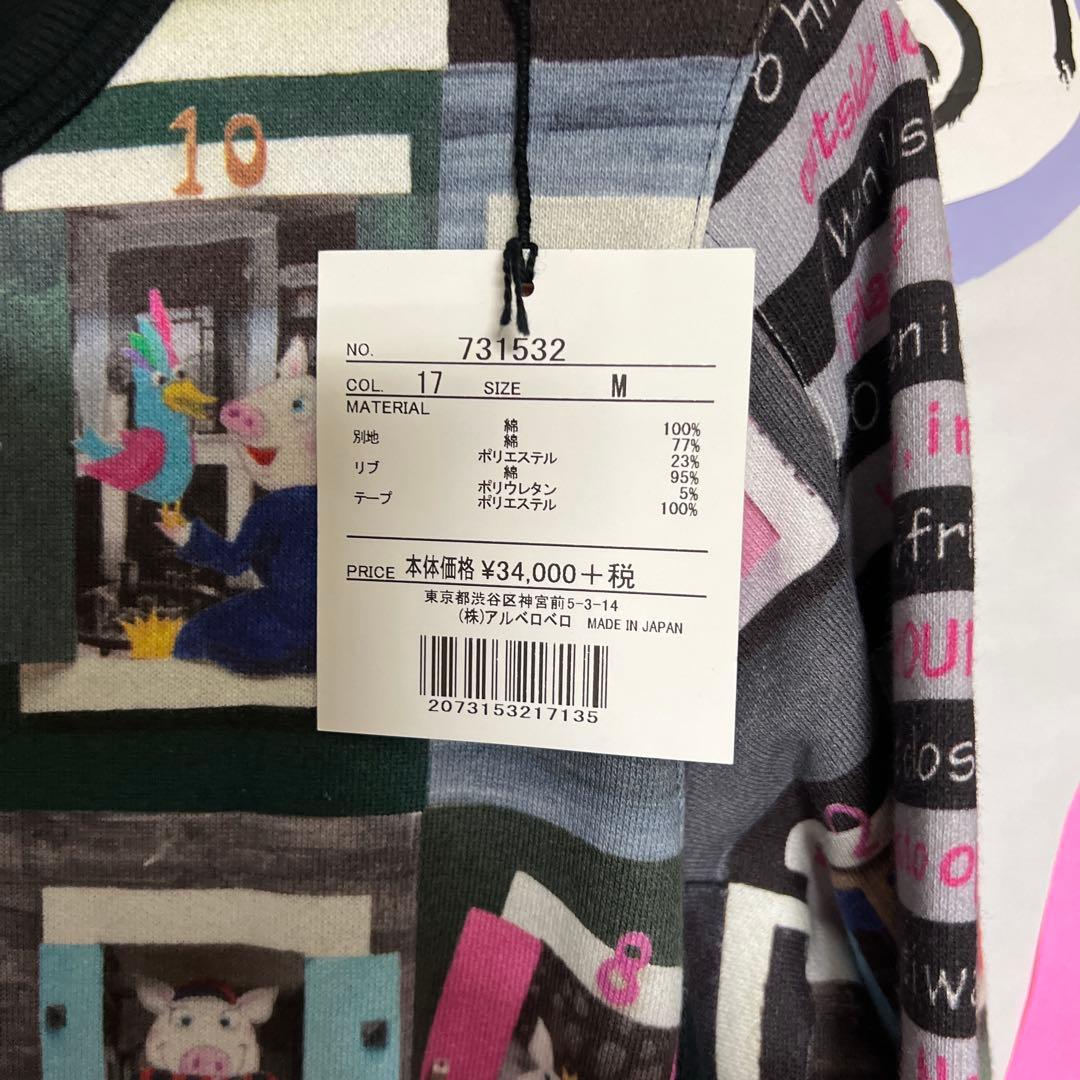 10
NO. 731532
COL. 17 SIZE M
MATERIAL
綿 100%
別地 綿 77%
ポリエステル 23%
リブ 綿 95%
ポリウレタン 5%
テープ ポリエステル 100%
PRICE 本体価格 ¥34,000+税
東京都渋谷区神宮前5-3-14
(株)アルベロベロ MADE IN JAPAN
2073153217135
8
2